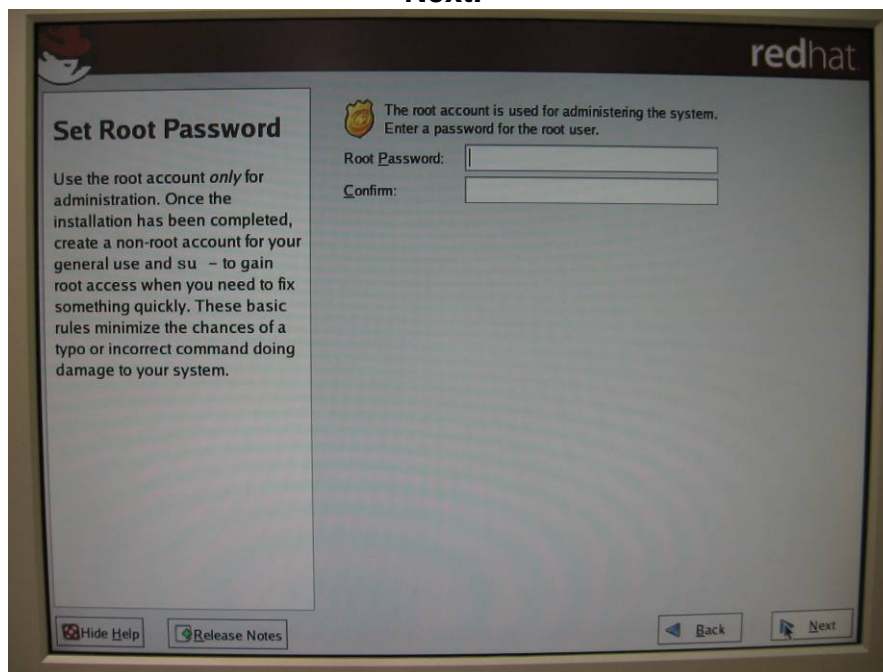 Next.
redhat
Set Root Password
Use the root account only for
administration. Once the
installation has been completed,
create a non-root account for your
general use and su – to gain
root access when you need to fix
something quickly. These basic
rules minimize the chances of a
typo or incorrect command doing
damage to your system.
The root account is used for administering the system.
Enter a password for the root user.
Root Password:
Confirm:
Hide Help
Release Notes
Back
Next